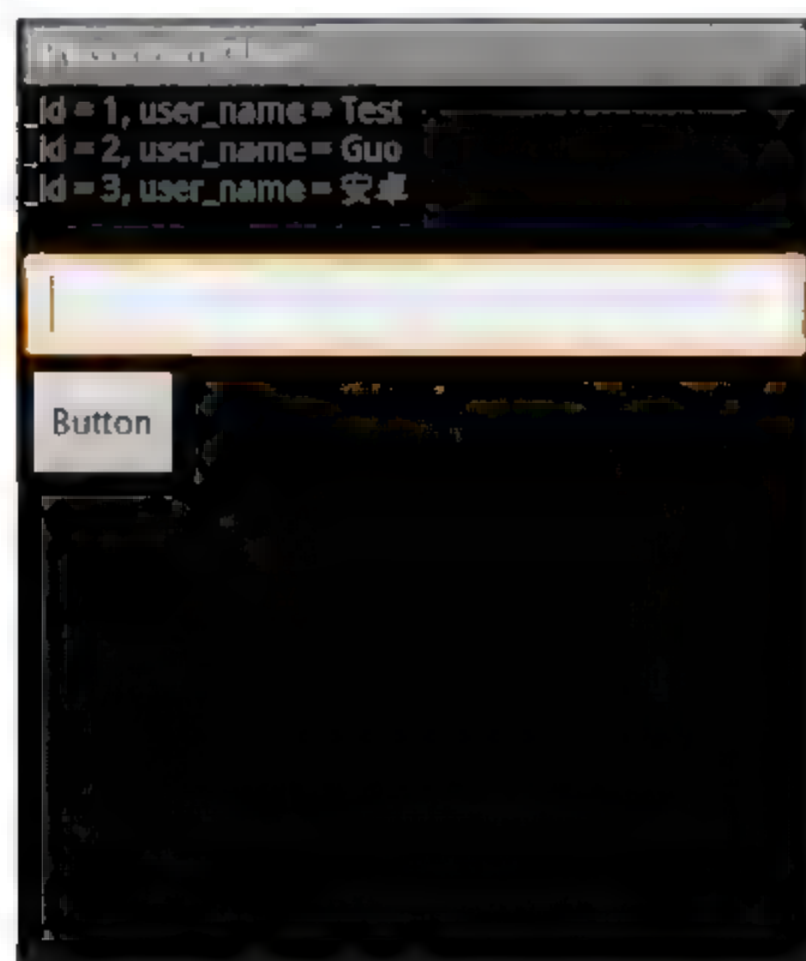 _id = 1, user_name = Test
_id = 2, user_name = Guo
_id = 3, user_name = 安卓
Button